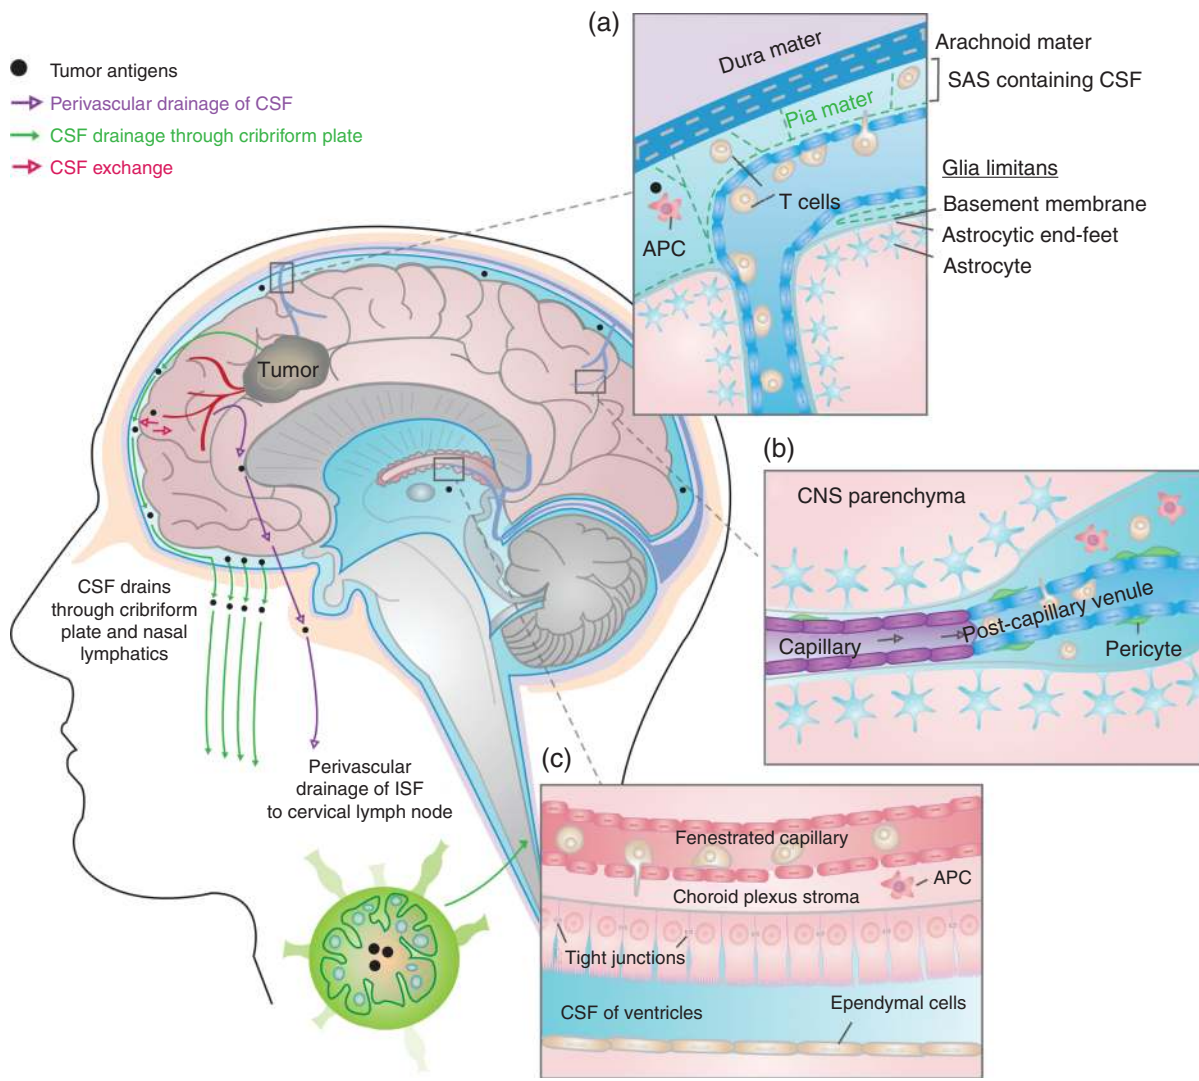 Tumor antigens
Perivascular drainage of CSF
CSF drainage through cribriform plate
CSF exchange
(a)
Dura mater
Arachnoid mater
SAS containing CSF
Pia mater
T cells
APC
Glia limitans
Basement membrane
Astrocytic end-feet
Astrocyte
Tumor
(b)
CNS parenchyma
Capillary
Post-capillary venule
Pericyte
CSF drains
through cribriform
plate and nasal
lymphatics
Perivascular
drainage of ISF
to cervical lymph node
(c)
Fenestrated capillary
Choroid plexus stroma
APC
Tight junctions
CSF of ventricles
Ependymal cells